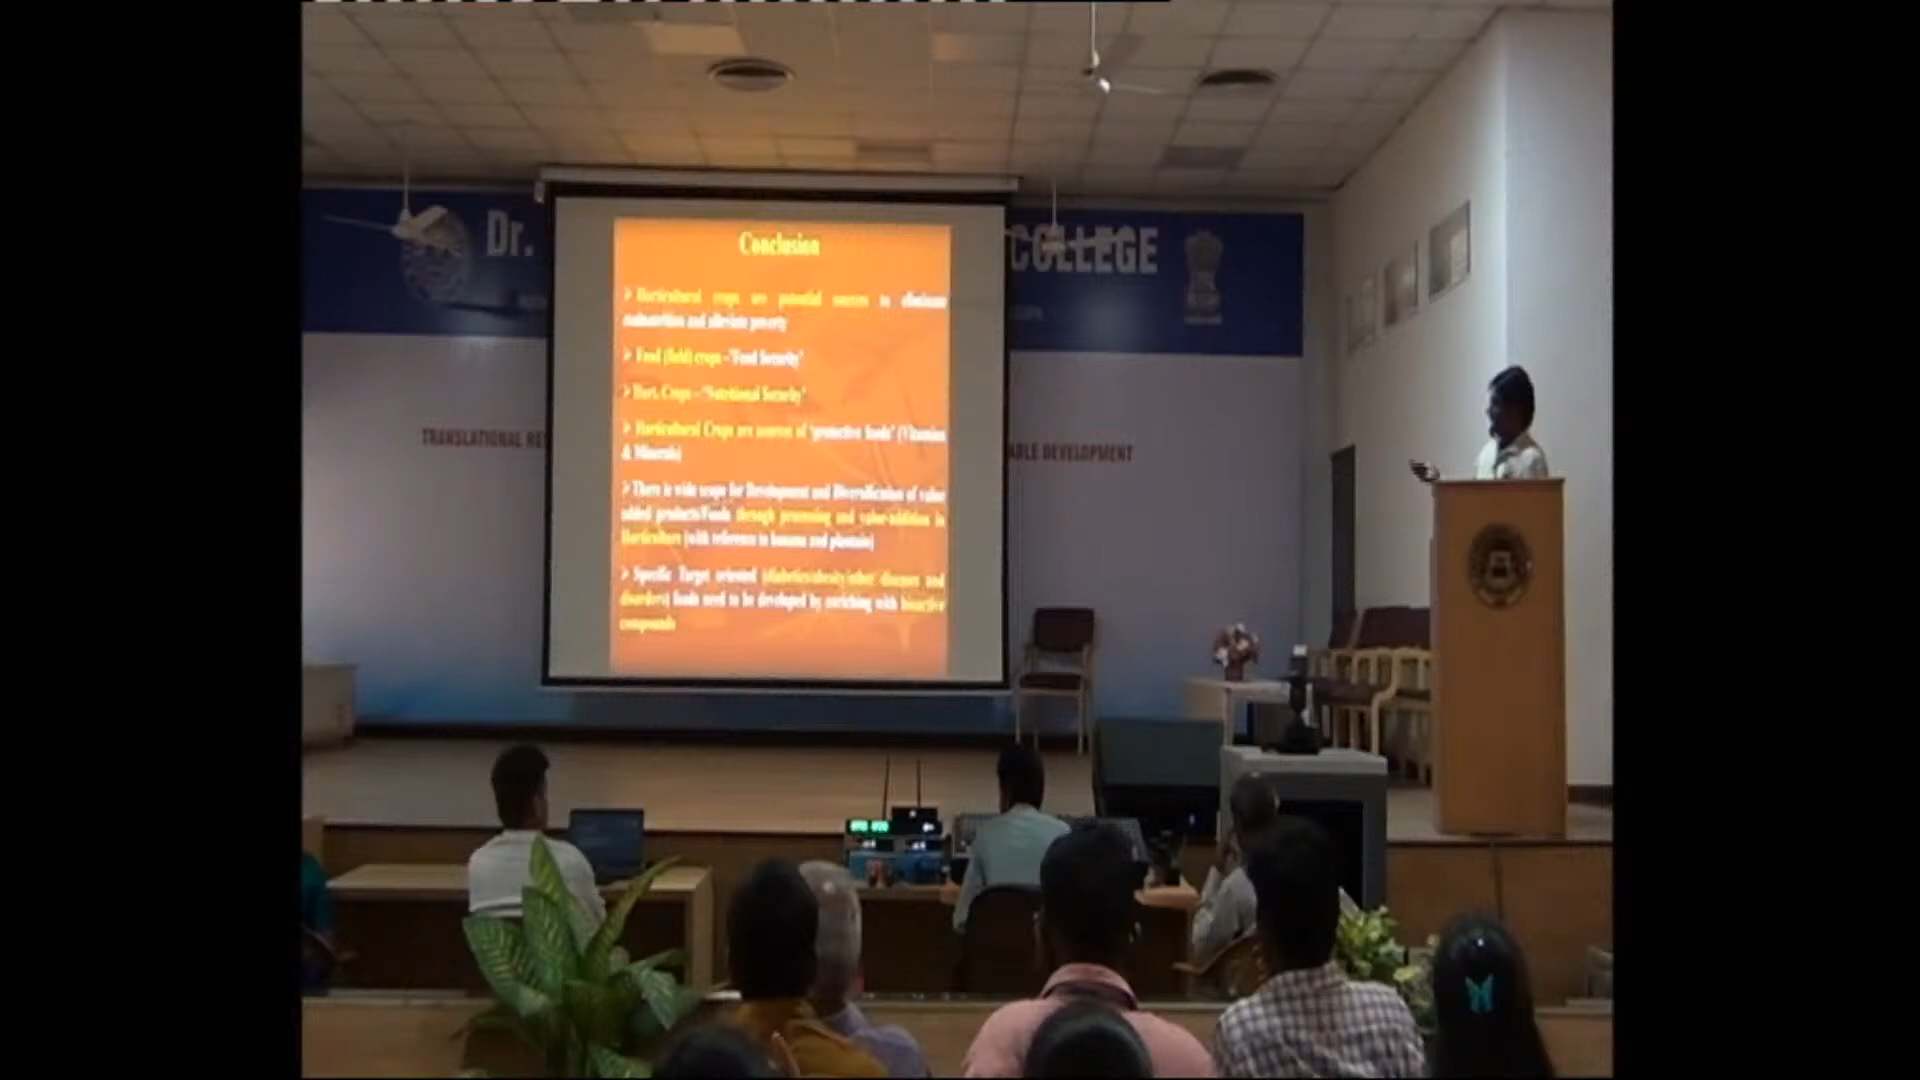 Dr.
COLLEGE
TRANSLATIONAL
ABLE DEVELOPMENT
Conclusion
➢ Horticultural crops are potential sources to eliminate
malnutrition and alleviate poverty
➢ Food (field) crops –'Food Security'
➢ Hort. Crops – 'Nutritional Security'
➢ Horticultural Crops are sources of 'protective foods' (Vitamins
& Minerals)
➢ There is wide scope for Development and Diversification of value
added products/Foods through processing and value-addition in
Horticulture (with reference to banana and plantain)
➢ Specific Target oriented (diabetics/obesity/other diseases and
disorders) foods need to be developed by enriching with bioactive
compounds